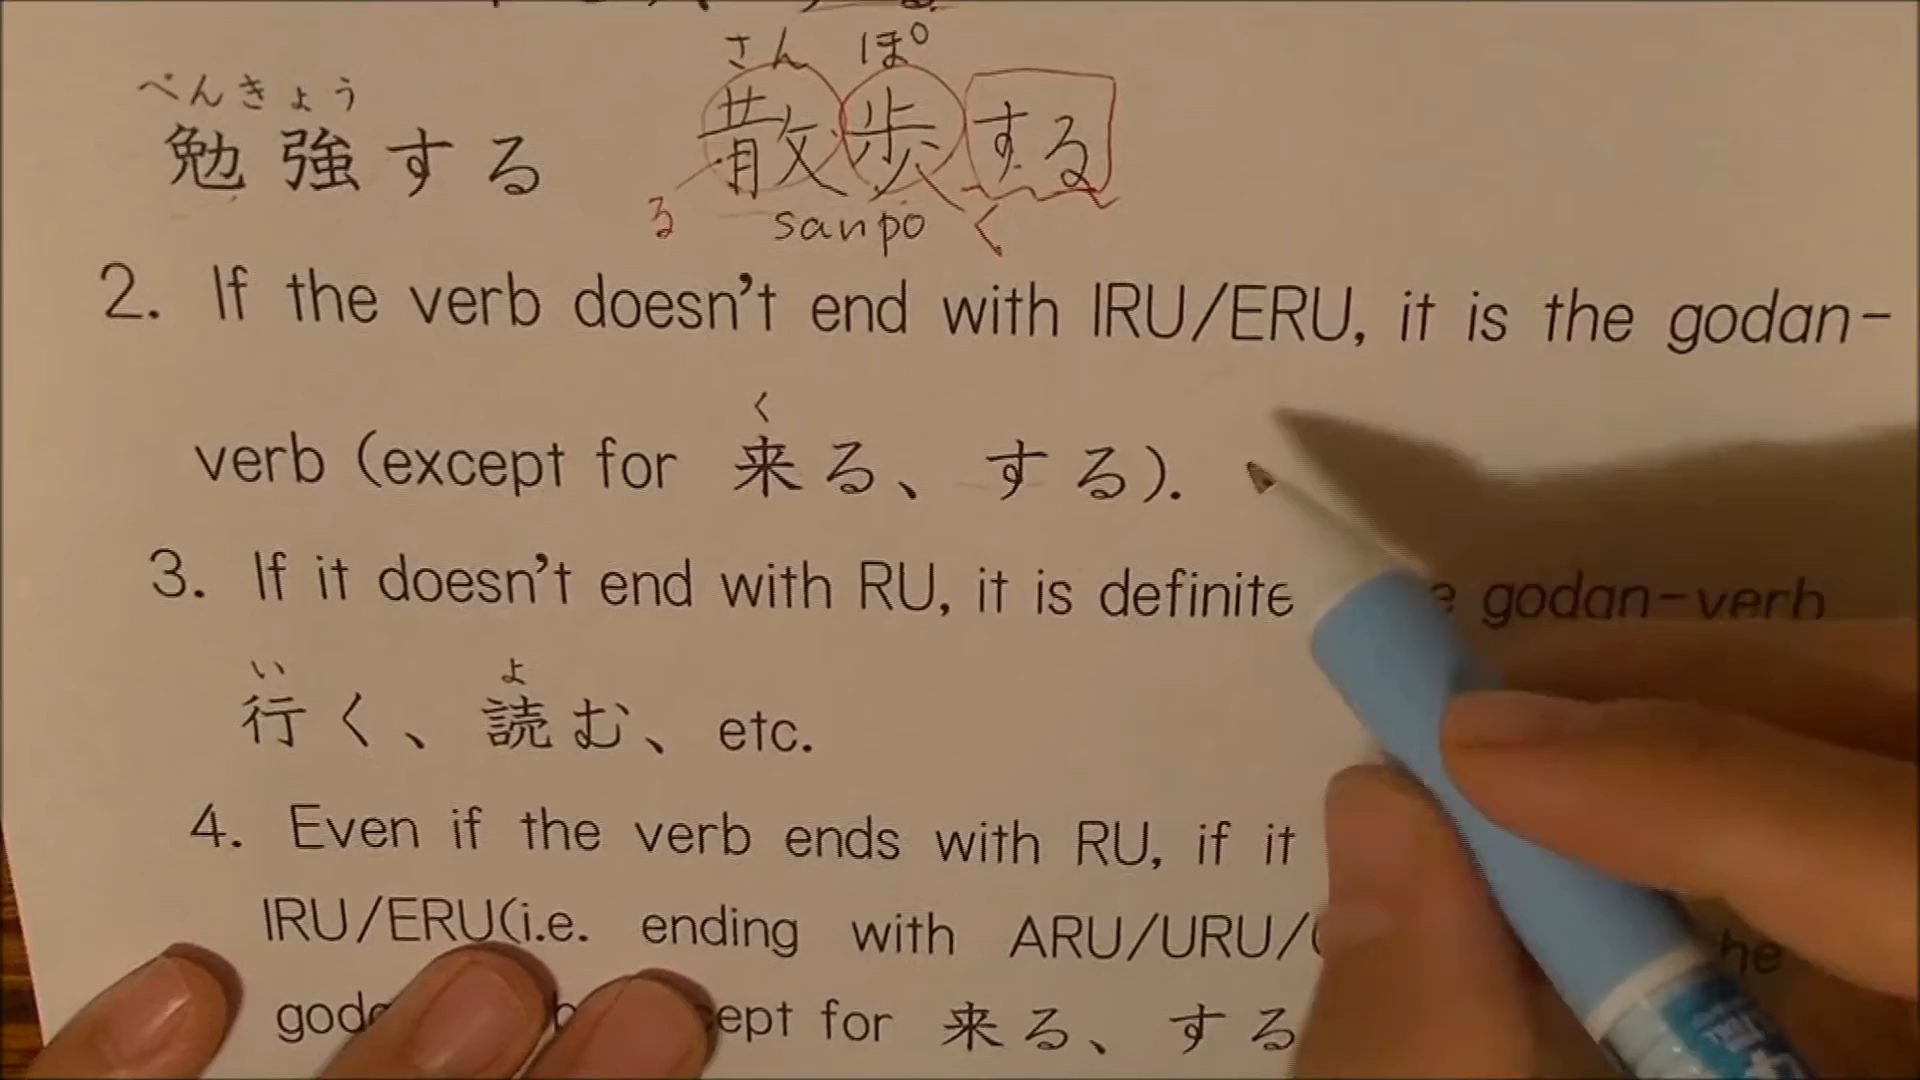 さん ぽ
べんきょう
勉強する 散歩する
る sanpo く
2. If the verb doesn't end with IRU/ERU, it is the godan-
く
verb (except for 来る、する).
3. If it doesn't end with RU, it is godan-verb
い よ
行く、読む、etc.
4. Even if the verb ends with RU, if it
IRU/ERU(i.e. ending with ARU/URU/
for 来る、する